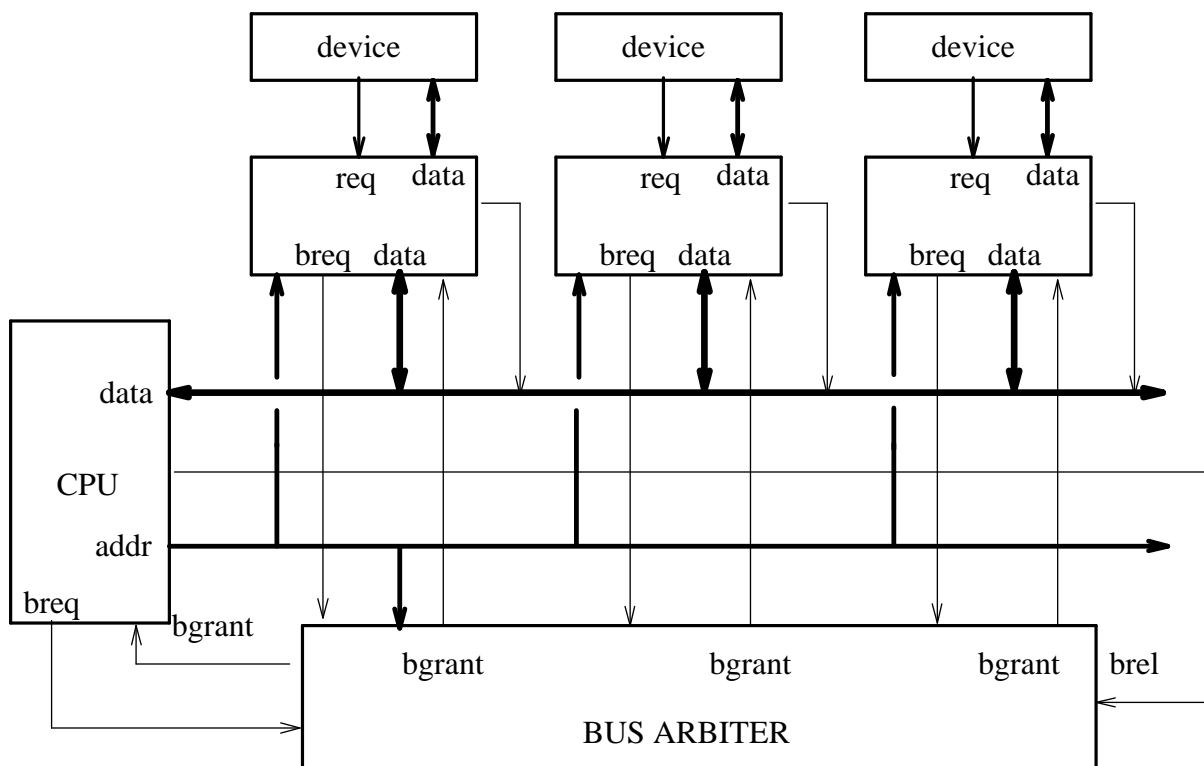 device device device
req data req data req data
breq data breq data breq data
data
CPU
addr
breq
bgrant
bgrant bgrant bgrant brel
BUS ARBITER